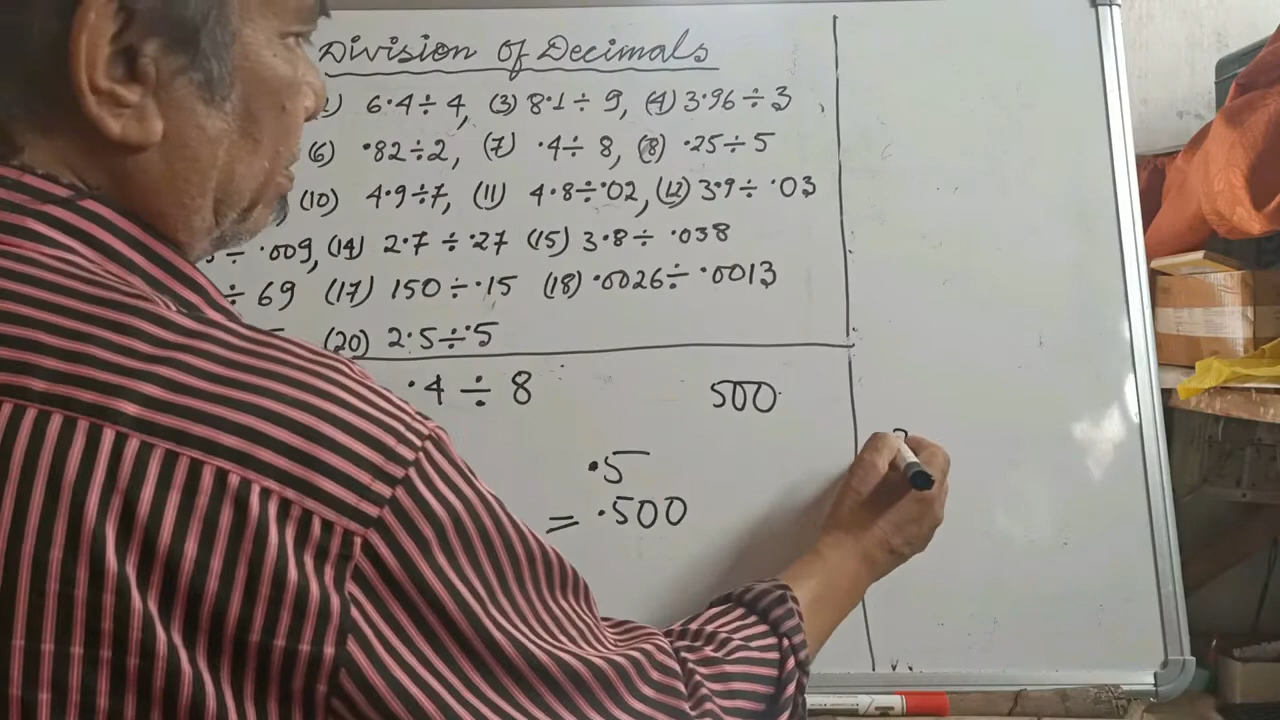 Division of Decimals
6·4÷4, (3) 8·1÷9, (4) 3·96÷3,
(6) ·82÷2, (7) ·4÷8, (8) ·25÷5
(10) 4·9÷7, (11) 4·8÷·02, (12) 3·9÷·03
÷·009, (14) 2·7÷·27 (15) 3·8÷·038
÷69 (17) 150÷·15 (18) ·0026÷·0013
(20) 2·5÷·5
·4÷8 500
·5
= ·500